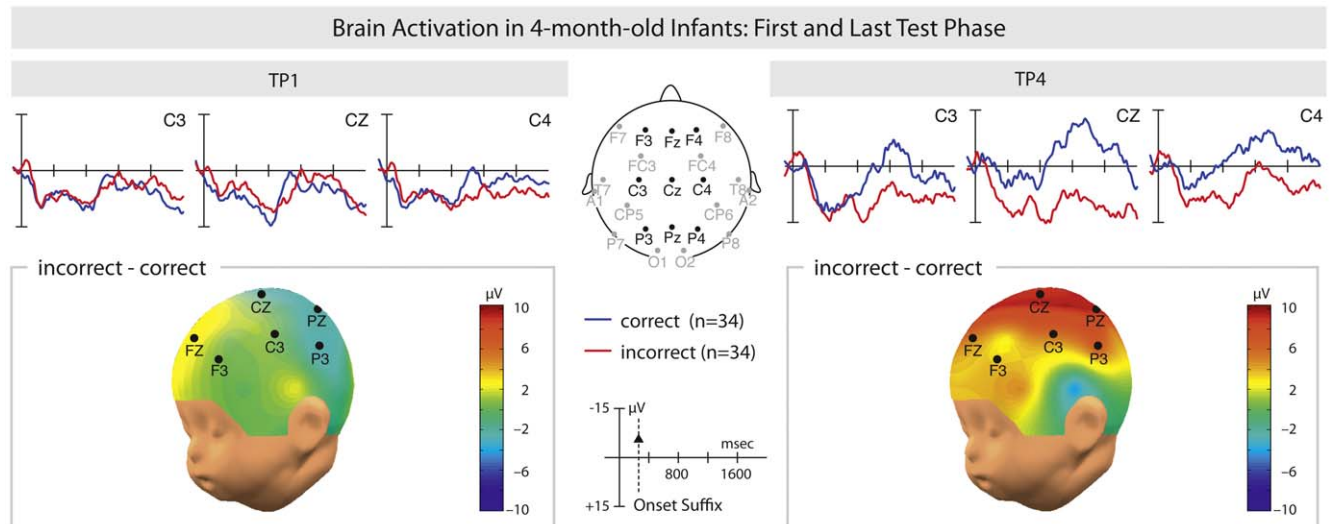 Brain Activation in 4-month-old Infants: First and Last Test Phase
TP1
C3
CZ
C4
TP4
C3
CZ
C4
F7 F3 Fz F4 F8
FC3 FC4
T7 C3 Cz C4 T8
A1 A2
CP5 CP6
P7 P3 Pz P4 P8
O1 O2
incorrect - correct
CZ
PZ
FZ
C3
P3
F3
µV
10
6
2
-2
-6
-10
correct (n=34)
incorrect (n=34)
-15
µV
msec
800 1600
+15
Onset Suffix
incorrect - correct
CZ
PZ
FZ
C3
P3
F3
µV
10
6
2
-2
-6
-10